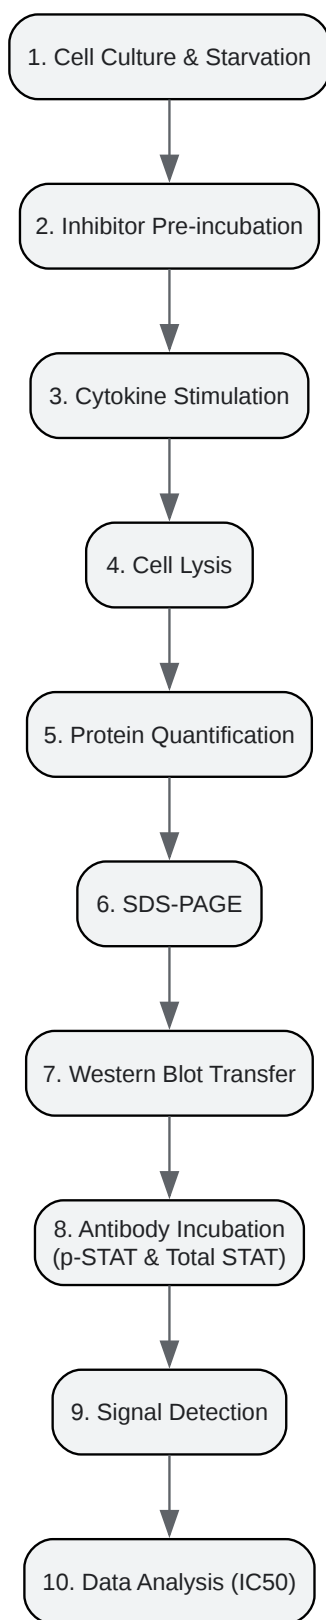 1. Cell Culture & Starvation
2. Inhibitor Pre-incubation
3. Cytokine Stimulation
4. Cell Lysis
5. Protein Quantification
6. SDS-PAGE
7. Western Blot Transfer
8. Antibody Incubation
(p-STAT & Total STAT)
9. Signal Detection
10. Data Analysis (IC50)